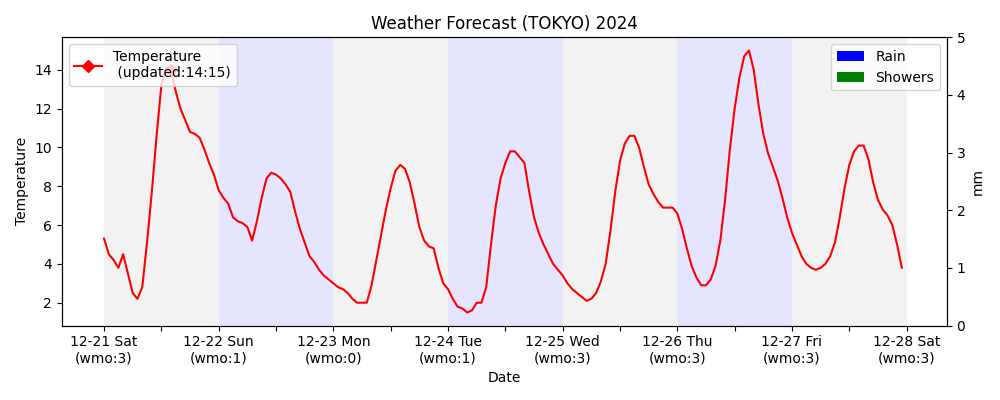 Weather Forecast (TOKYO) 2024
Temperature
(updated:14:15)
Rain
Showers
Temperature
14
12
10
8
6
4
2
5
4
3
2
1
0
mm
12-21 Sat
(wmo:3)
12-22 Sun
(wmo:1)
12-23 Mon
(wmo:0)
12-24 Tue
(wmo:1)
12-25 Wed
(wmo:3)
12-26 Thu
(wmo:3)
12-27 Fri
(wmo:3)
12-28 Sat
(wmo:3)
Date